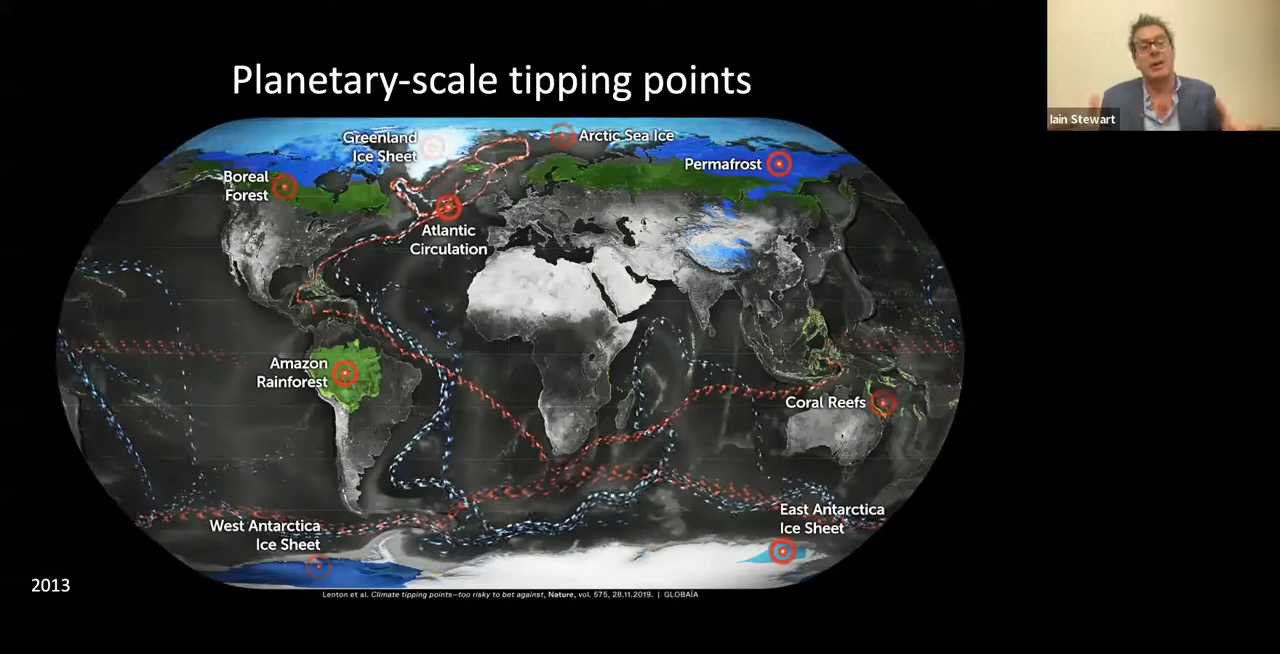 Planetary-scale tipping points
Iain Stewart
Greenland
Ice Sheet
Arctic Sea Ice
Permafrost
Boreal
Forest
Atlantic
Circulation
Amazon
Rainforest
Coral Reefs
West Antarctica
Ice Sheet
East Antarctica
Ice Sheet
2013
Lenton et al. Climate tipping points—too risky to bet against, Nature, vol. 575, 28.11.2019. | GLOBAÏA